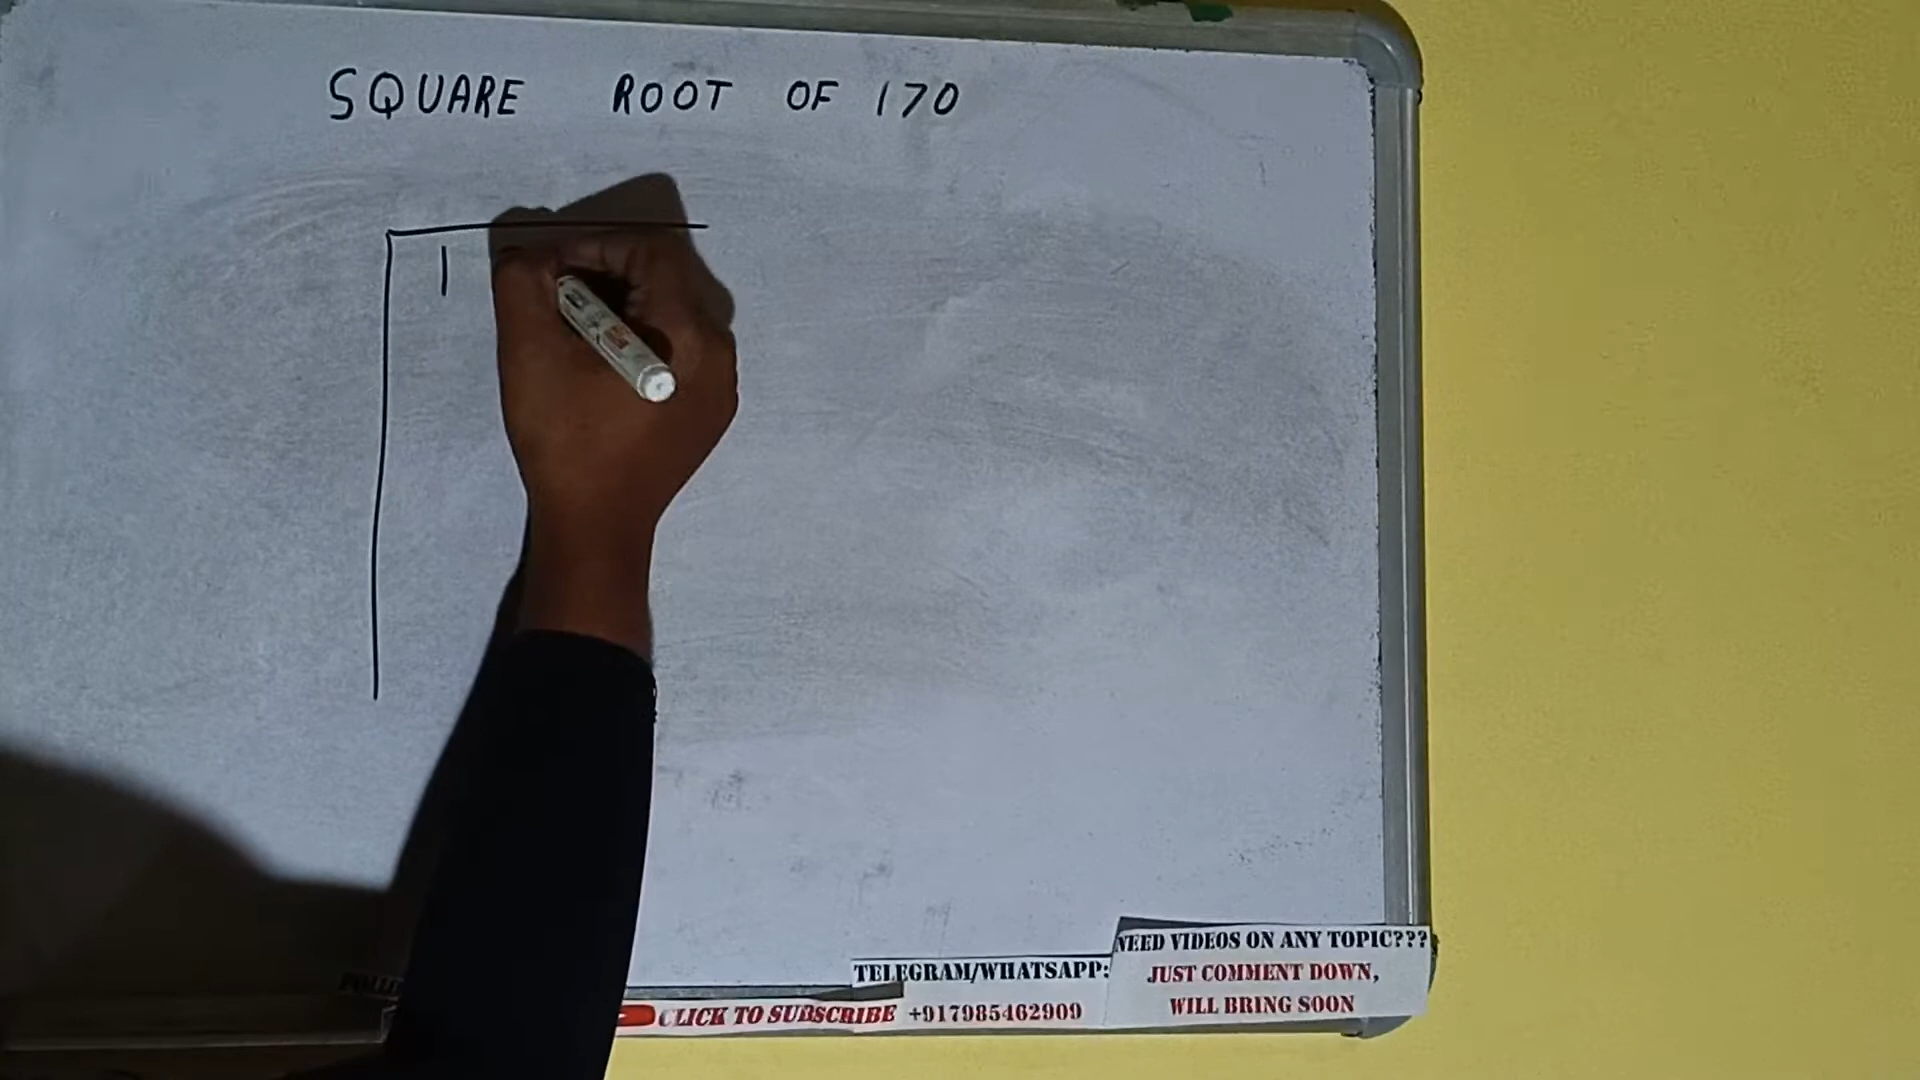 SQUARE ROOT OF 170
1
NEED VIDEOS ON ANY TOPIC???
JUST COMMENT DOWN,
WILL BRING SOON
TELEGRAM/WHATSAPP:
CLICK TO SUBSCRIBE +917985462909